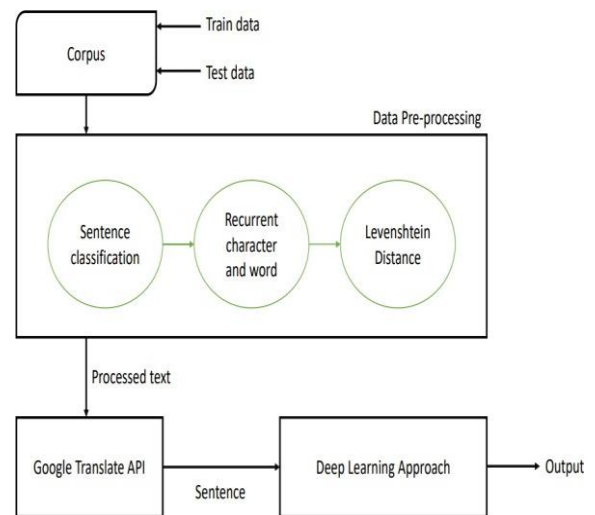 Train data
Corpus
Test data
Data Pre-processing
Sentence
classification
Recurrent
character
and word
Levenshtein
Distance
Processed text
Google Translate API
Sentence
Deep Learning Approach
Output